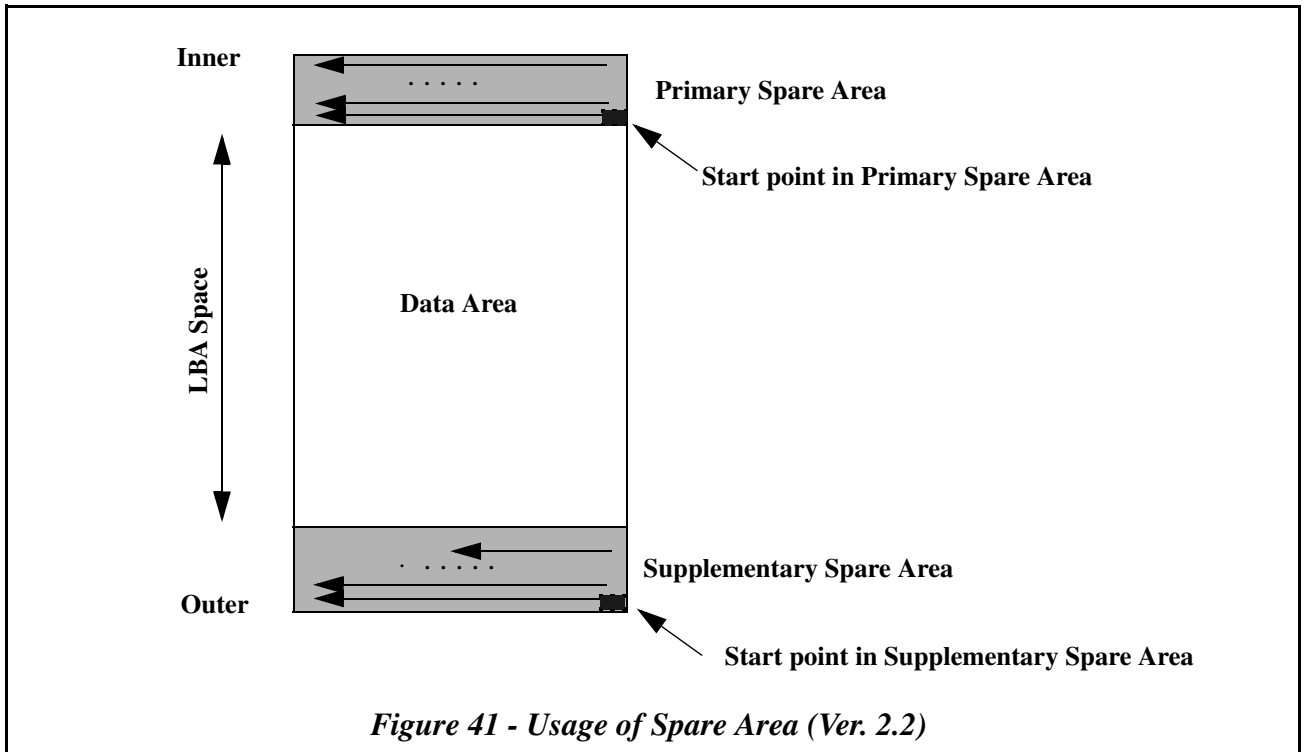 Inner
Primary Spare Area
Start point in Primary Spare Area
LBA Space
Data Area
Supplementary Spare Area
Outer
Start point in Supplementary Spare Area
Figure 41 - Usage of Spare Area (Ver. 2.2)